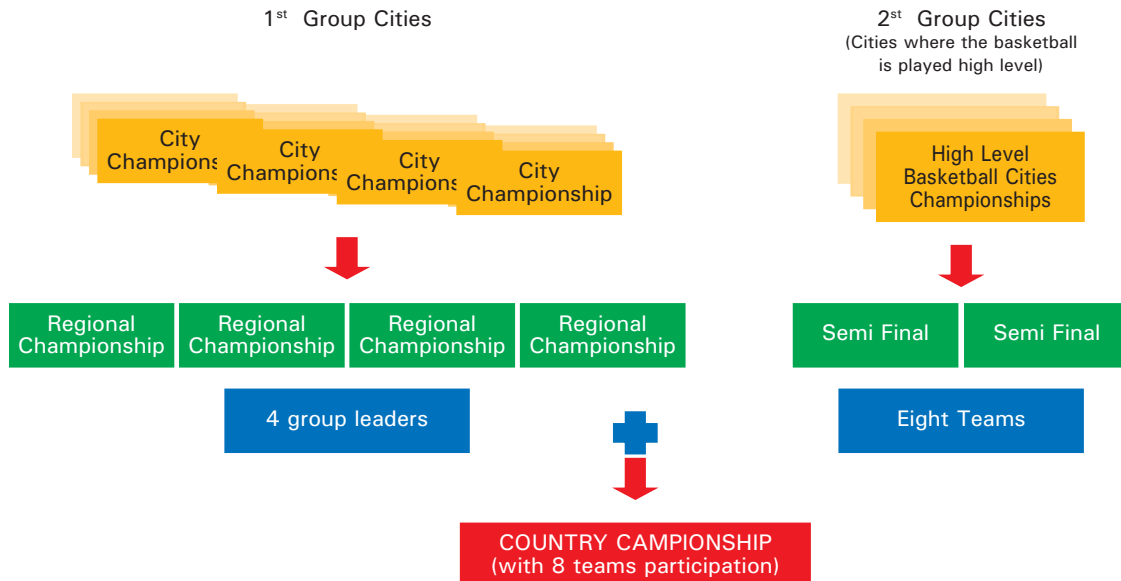 1st Group Cities
2st Group Cities
(Cities where the basketball
is played high level)
City
Champions
City
Champions
City
Champions
City
Championship
High Level
Basketball Cities
Championships
Regional
Championship
Regional
Championship
Regional
Championship
Regional
Championship
Semi Final
Semi Final
4 group leaders
Eight Teams
COUNTRY CAMPIONSHIP
(with 8 teams participation)